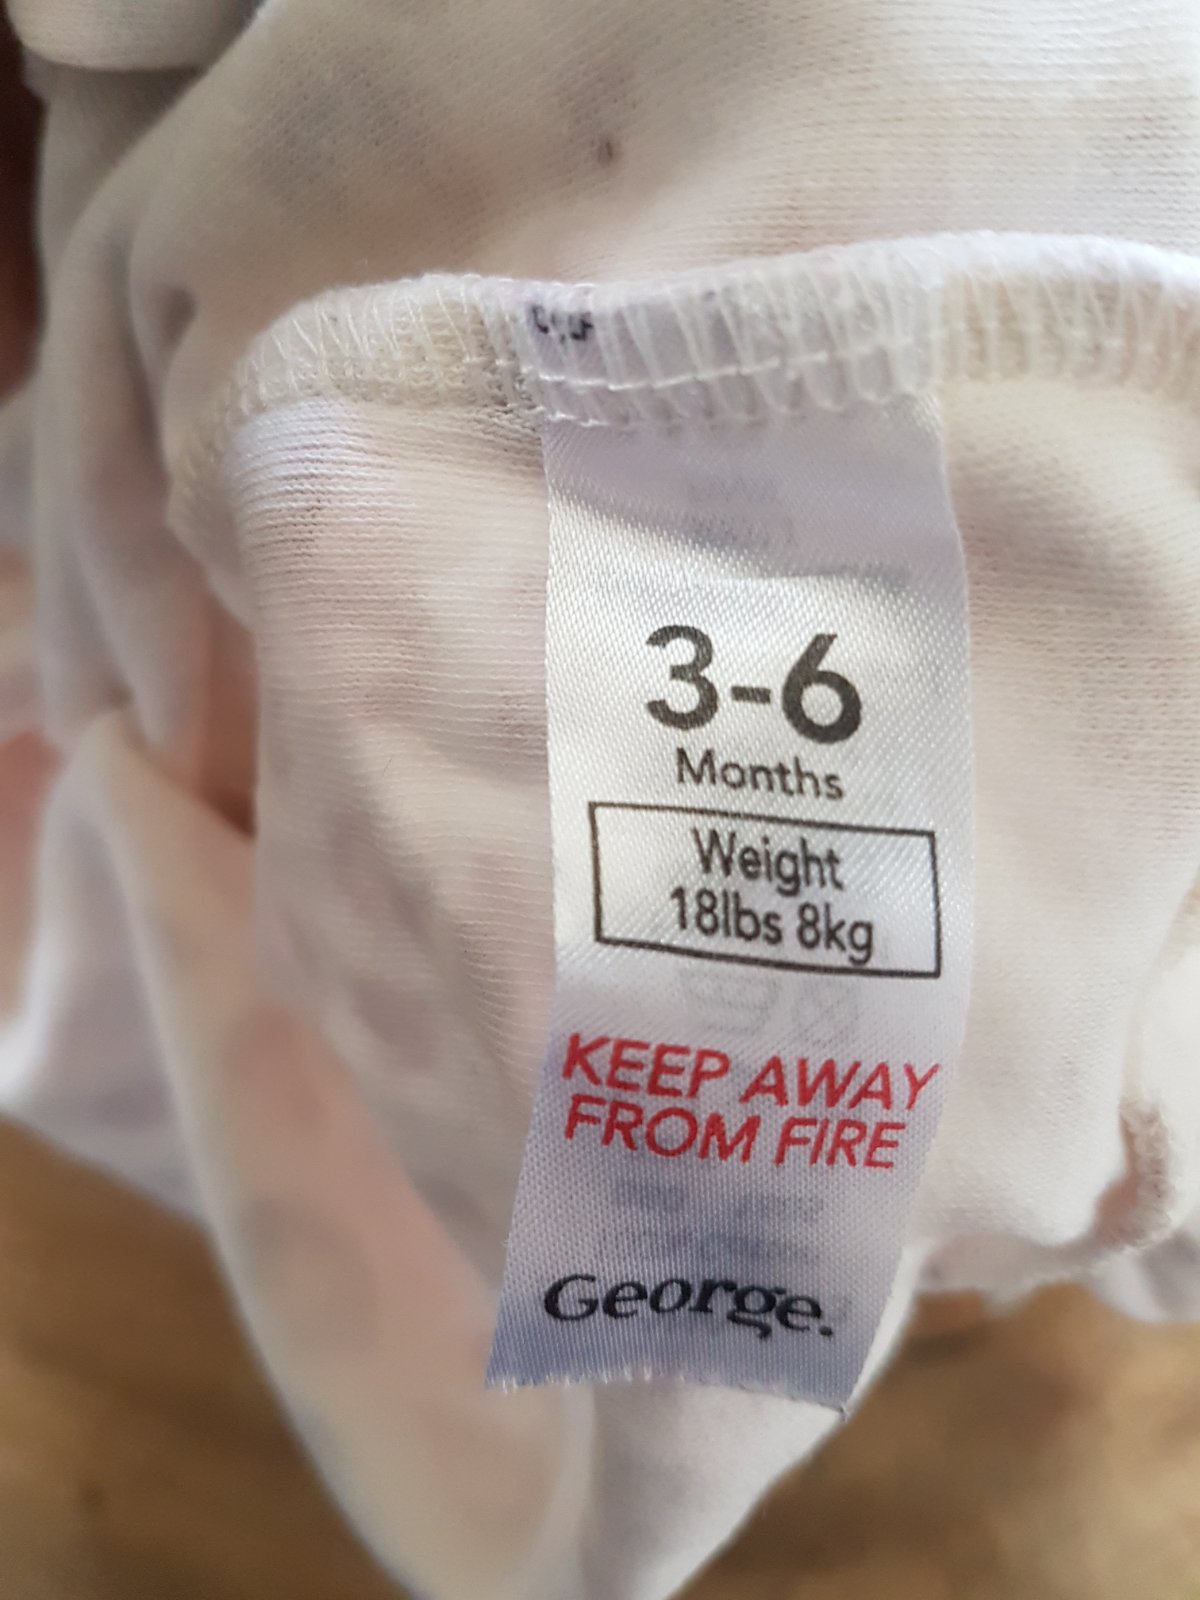 3-6
Months
Weight
18lbs 8kg
KEEP AWAY
FROM FIRE
George.